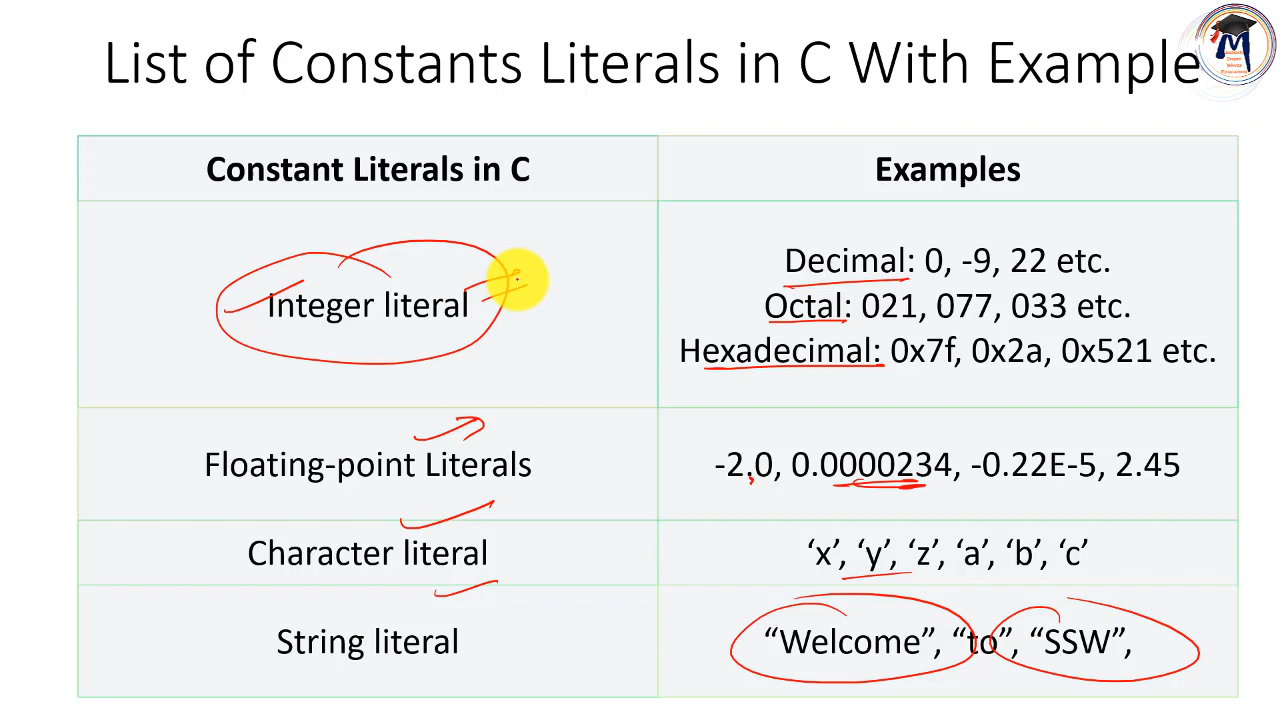 List of Constants Literals in C With Example
Constant Literals in C
Examples
Integer literal
Decimal: 0, -9, 22 etc.
Octal: 021, 077, 033 etc.
Hexadecimal: 0x7f, 0x2a, 0x521 etc.
Floating-point Literals
-2.0, 0.0000234, -0.22E-5, 2.45
Character literal
‘x’, ‘y’, ‘z’, ‘a’, ‘b’, ‘c’
String literal
“Welcome”, “to”, “SSW”,